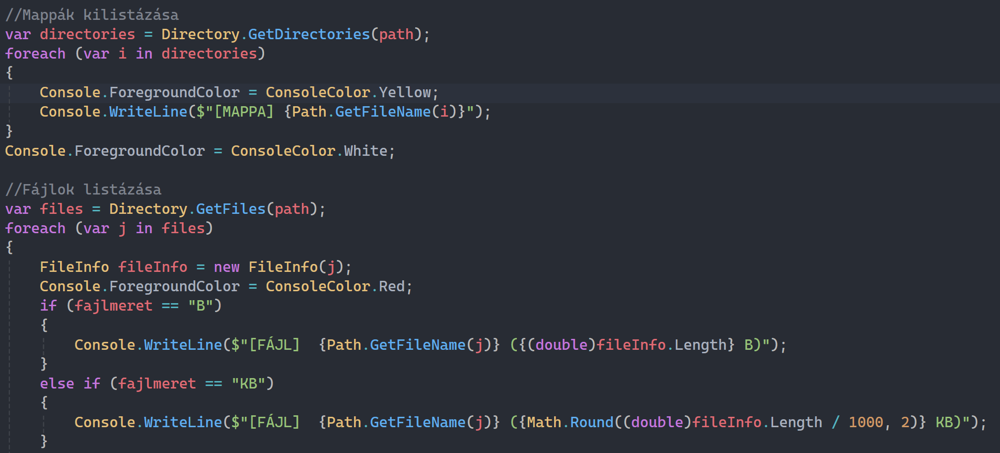 //Mappák kilistázása
var directories = Directory.GetDirectories(path);
foreach (var i in directories)
{
    Console.ForegroundColor = ConsoleColor.Yellow;
    Console.WriteLine($"[MAPPA] {Path.GetFileName(i)}");
}
Console.ForegroundColor = ConsoleColor.White;

//Fájlok listázása
var files = Directory.GetFiles(path);
foreach (var j in files)
{
    FileInfo fileInfo = new FileInfo(j);
    Console.ForegroundColor = ConsoleColor.Red;
    if (fajlmeret == "B")
    {
        Console.WriteLine($"[FÁJL]  {Path.GetFileName(j)} ({(double)fileInfo.Length} B)");
    }
    else if (fajlmeret == "KB")
    {
        Console.WriteLine($"[FÁJL]  {Path.GetFileName(j)} ({Math.Round((double)fileInfo.Length / 1000, 2)} KB)");
    }